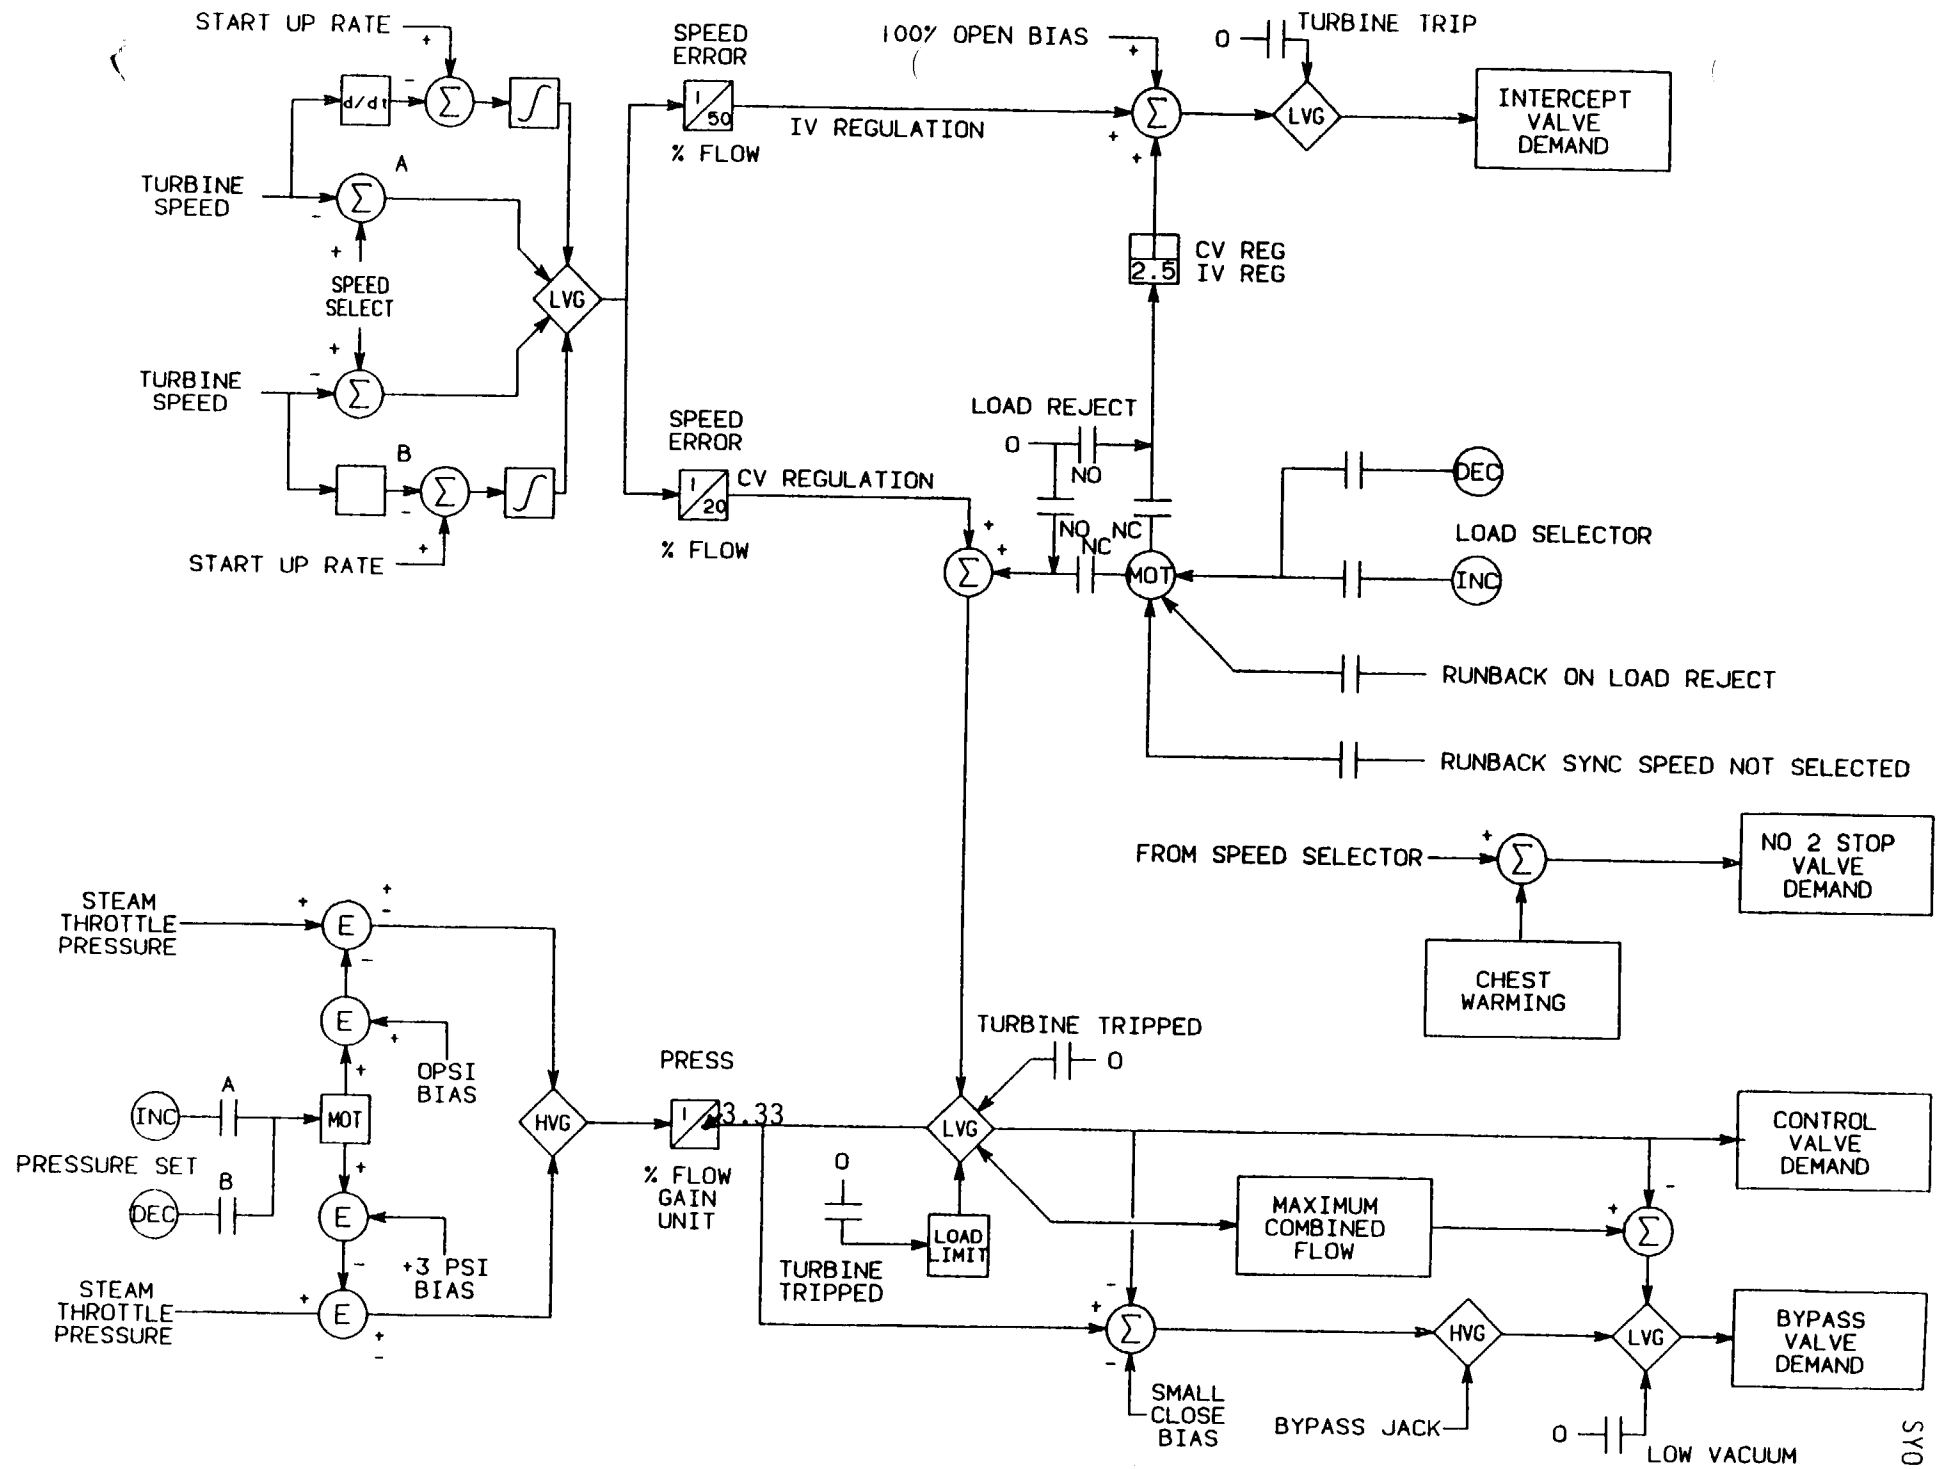 START UP RATE
+
SPEED
ERROR
100% OPEN BIAS
+
0
TURBINE TRIP
d/dt
-
Σ
∫
1/50
IV REGULATION
% FLOW
Σ
+
+
LVG
INTERCEPT
VALVE
DEMAND
A
TURBINE
SPEED
-
Σ
+
SPEED
SELECT
LVG
CV REG
IV REG
2.5
+
TURBINE
SPEED
-
Σ
B
Σ
-
∫
+
START UP RATE
SPEED
ERROR
1/20
CV REGULATION
% FLOW
LOAD REJECT
0
NO
NO
NC
NC
+
+
Σ
MOT
DEC
LOAD SELECTOR
INC
RUNBACK ON LOAD REJECT
RUNBACK SYNC SPEED NOT SELECTED
FROM SPEED SELECTOR
+
Σ
NO 2 STOP
VALVE
DEMAND
CHEST
WARMING
STEAM
THROTTLE
PRESSURE
+
E
+
-
-
E
+
OPSI
BIAS
+
INC
A
MOT
PRESSURE SET
DEC
B
+
E
+3 PSI
BIAS
-
STEAM
THROTTLE
PRESSURE
+
E
+
-
HVG
PRESS
1
3.33
% FLOW
GAIN
UNIT
TURBINE TRIPPED
0
LVG
0
LOAD
LIMIT
TURBINE
TRIPPED
MAXIMUM
COMBINED
FLOW
CONTROL
VALVE
DEMAND
-
+
Σ
-
+
Σ
-
SMALL
CLOSE
BIAS
HVG
BYPASS JACK
LVG
BYPASS
VALVE
DEMAND
0
LOW VACUUM
SYO